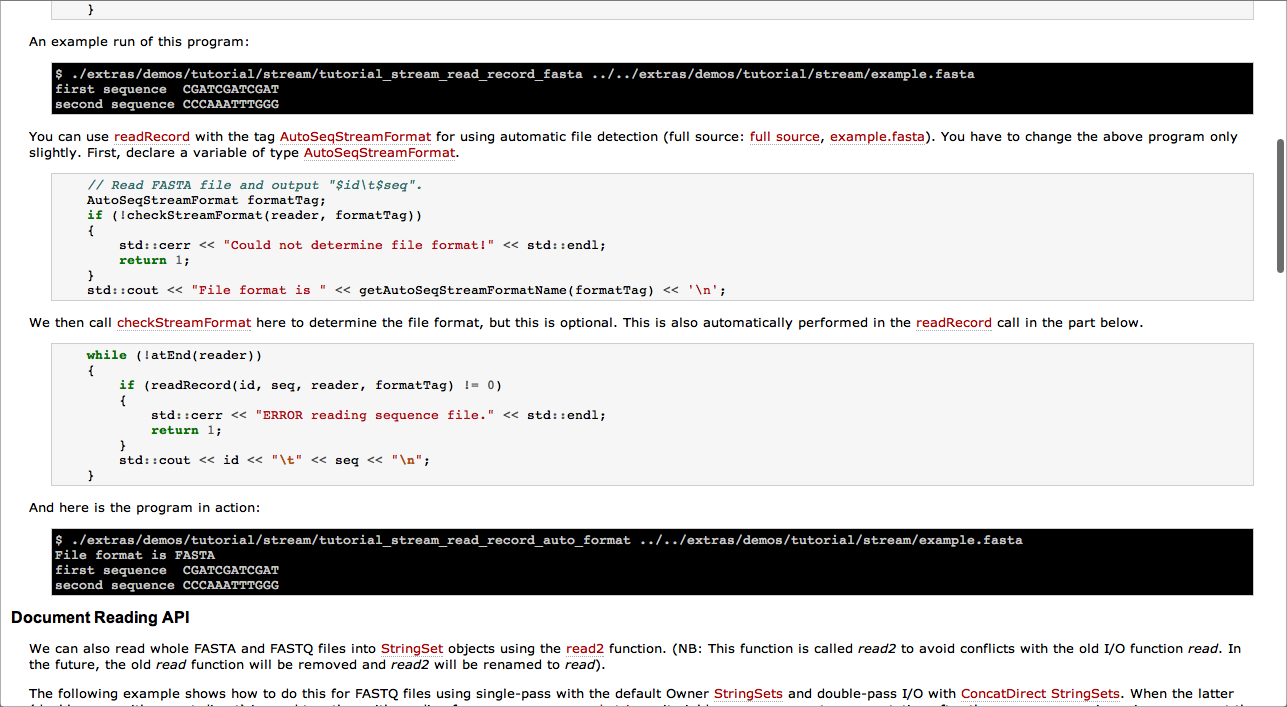 }
An example run of this program:
$ ./extras/demos/tutorial/stream/tutorial_stream_read_record_fasta ../../extras/demos/tutorial/stream/example.fasta
first sequence  CGATCGATCGAT
second sequence CCCAAATTTGGG
You can use readRecord with the tag AutoSeqStreamFormat for using automatic file detection (full source: full source, example.fasta). You have to change the above program only
slightly. First, declare a variable of type AutoSeqStreamFormat.
// Read FASTA file and output "$id\t$seq".
AutoSeqStreamFormat formatTag;
if (!checkStreamFormat(reader, formatTag))
{
    std::cerr << "Could not determine file format!" << std::endl;
    return 1;
}
std::cout << "File format is " << getAutoSeqStreamFormatName(formatTag) << '\n';
We then call checkStreamFormat here to determine the file format, but this is optional. This is also automatically performed in the readRecord call in the part below.
while (!atEnd(reader))
{
    if (readRecord(id, seq, reader, formatTag) != 0)
    {
        std::cerr << "ERROR reading sequence file." << std::endl;
        return 1;
    }
    std::cout << id << "\t" << seq << "\n";
}
And here is the program in action:
$ ./extras/demos/tutorial/stream/tutorial_stream_read_record_auto_format ../../extras/demos/tutorial/stream/example.fasta
File format is FASTA
first sequence  CGATCGATCGAT
second sequence CCCAAATTTGGG
Document Reading API
We can also read whole FASTA and FASTQ files into StringSet objects using the read2 function. (NB: This function is called read2 to avoid conflicts with the old I/O function read. In
the future, the old read function will be removed and read2 will be renamed to read).
The following example shows how to do this for FASTQ files using single-pass with the default Owner StringSets and double-pass I/O with ConcatDirect StringSets. When the latter